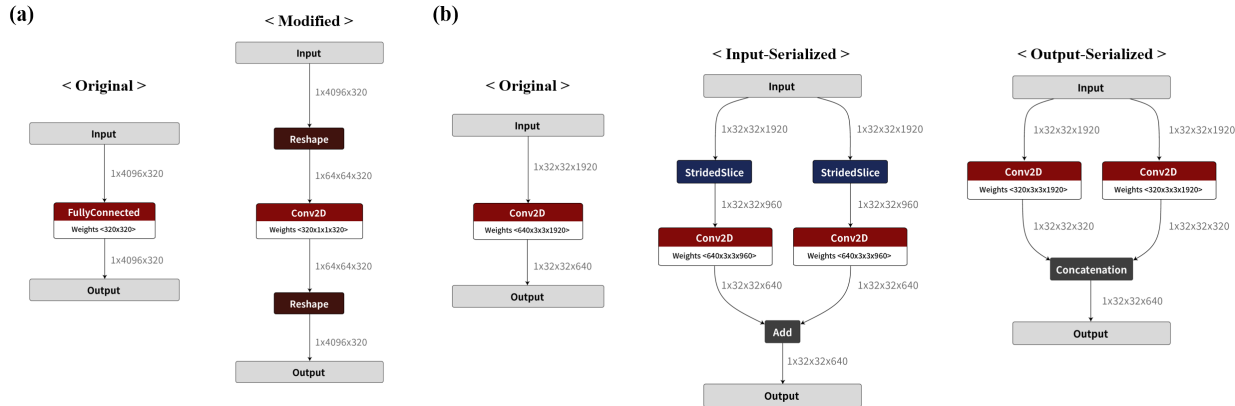 (a)
< Original >
Input
1x4096x320
FullyConnected
Weights <320x320>
1x4096x320
Output
< Modified >
Input
1x4096x320
Reshape
1x64x64x320
Conv2D
Weights <320x1x1x320>
1x64x64x320
Reshape
1x4096x320
Output
(b)
< Original >
Input
1x32x32x1920
Conv2D
Weights <640x3x3x1920>
1x32x32x640
Output
< Input-Serialized >
Input
1x32x32x1920 1x32x32x1920
StridedSlice StridedSlice
1x32x32x960 1x32x32x960
Conv2D Conv2D
Weights <640x3x3x960> Weights <640x3x3x960>
1x32x32x640 1x32x32x640
Add
1x32x32x640
Output
< Output-Serialized >
Input
1x32x32x1920 1x32x32x1920
Conv2D Conv2D
Weights <320x3x3x1920> Weights <320x3x3x1920>
1x32x32x320 1x32x32x320
Concatenation
1x32x32x640
Output